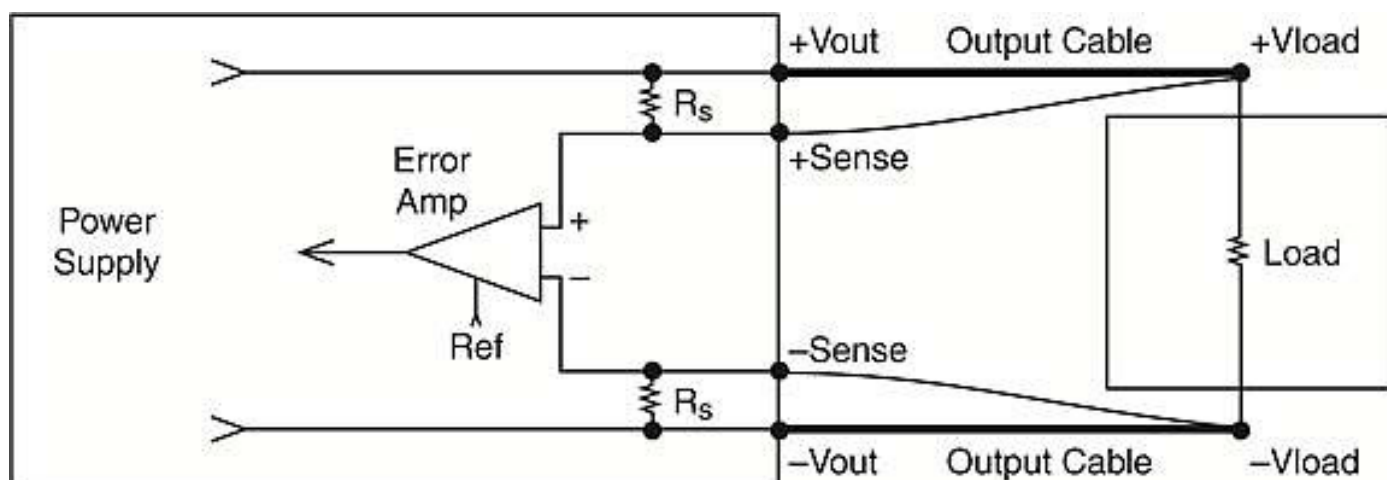 +Vout
Output Cable
+Vload
Rs
+Sense
Error
Amp
+
Power
Supply
–
Load
Ref
–Sense
Rs
–Vout
Output Cable
–Vload